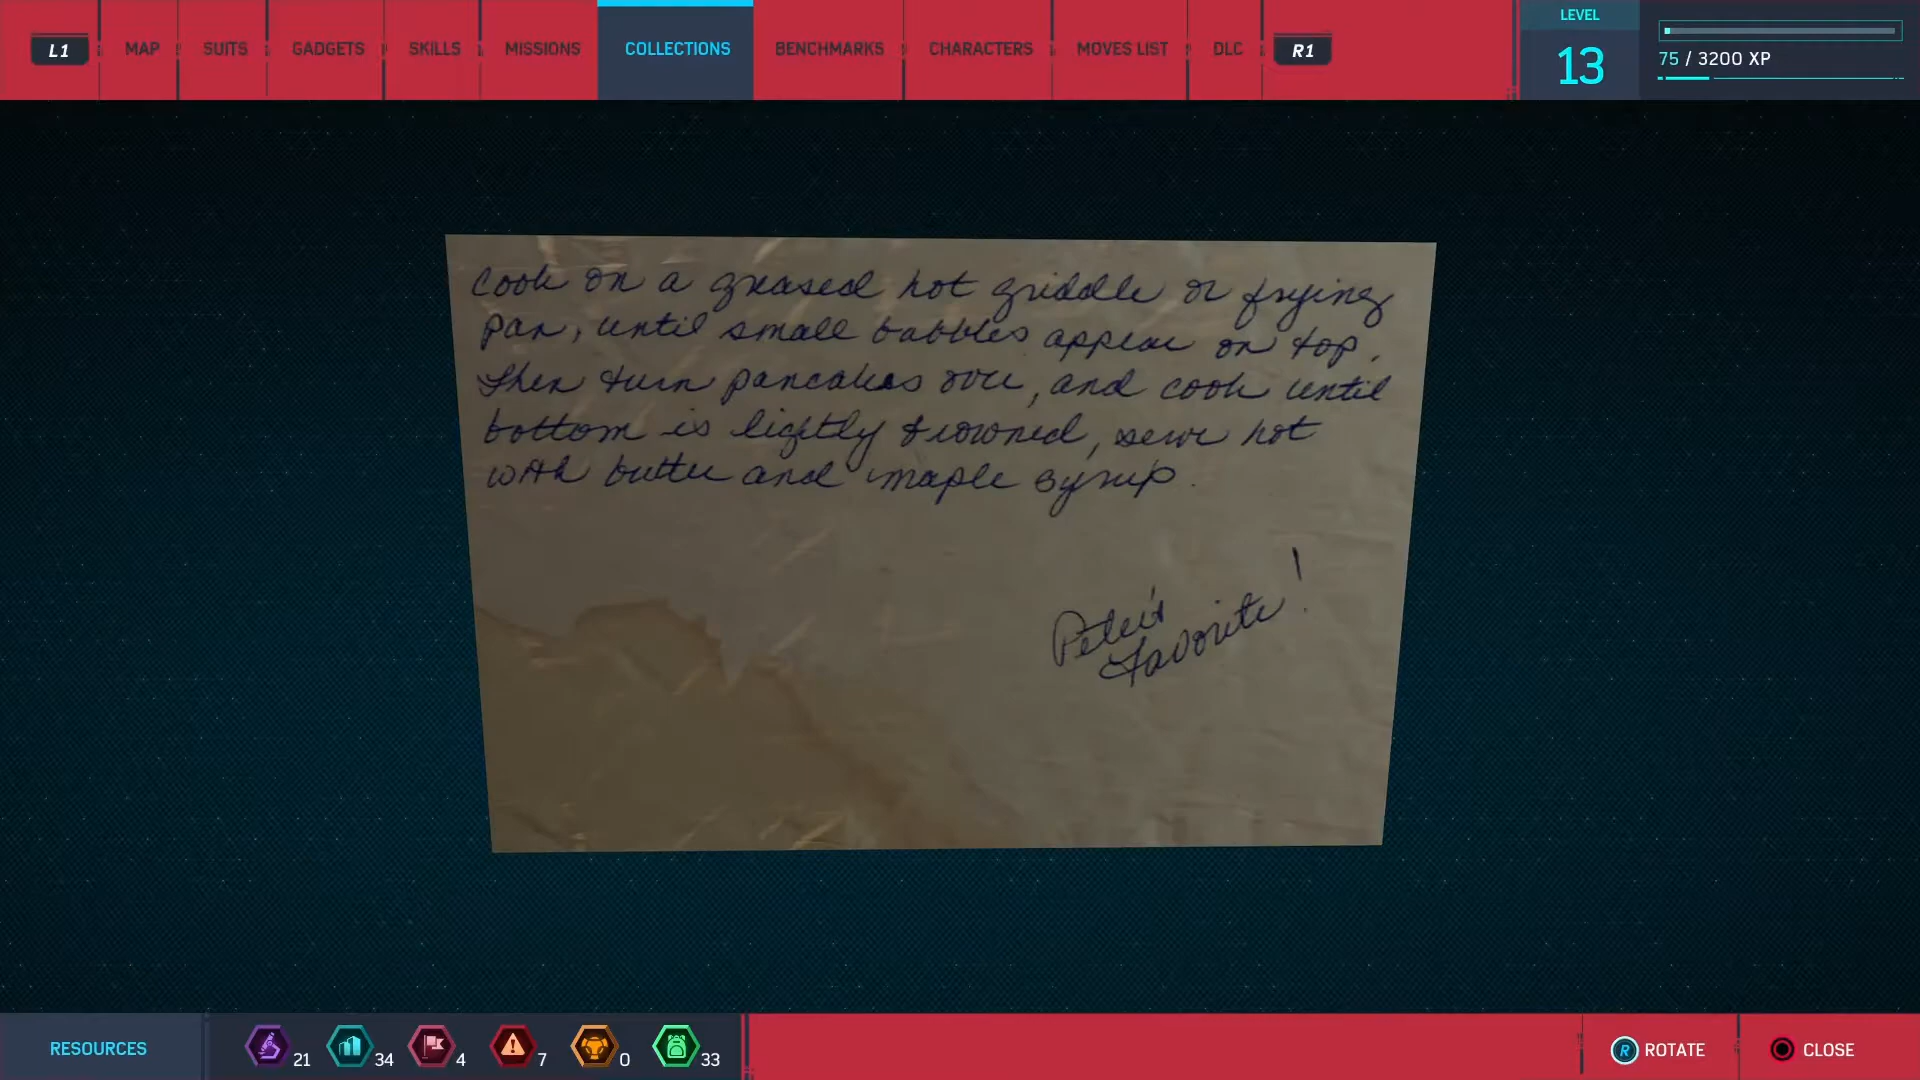 L1 MAP SUITS GADGETS SKILLS MISSIONS COLLECTIONS BENCHMARKS CHARACTERS MOVES LIST DLC R1
LEVEL
13
75 / 3200 XP
Cook on a greased hot griddle or frying
pan, until small bubbles appear on top.
Then turn pancakes over, and cook until
bottom is lightly browned, serve hot
with butter and maple syrup.
Peter's
favorite!
RESOURCES 21 34 4 7 0 33 R ROTATE CLOSE